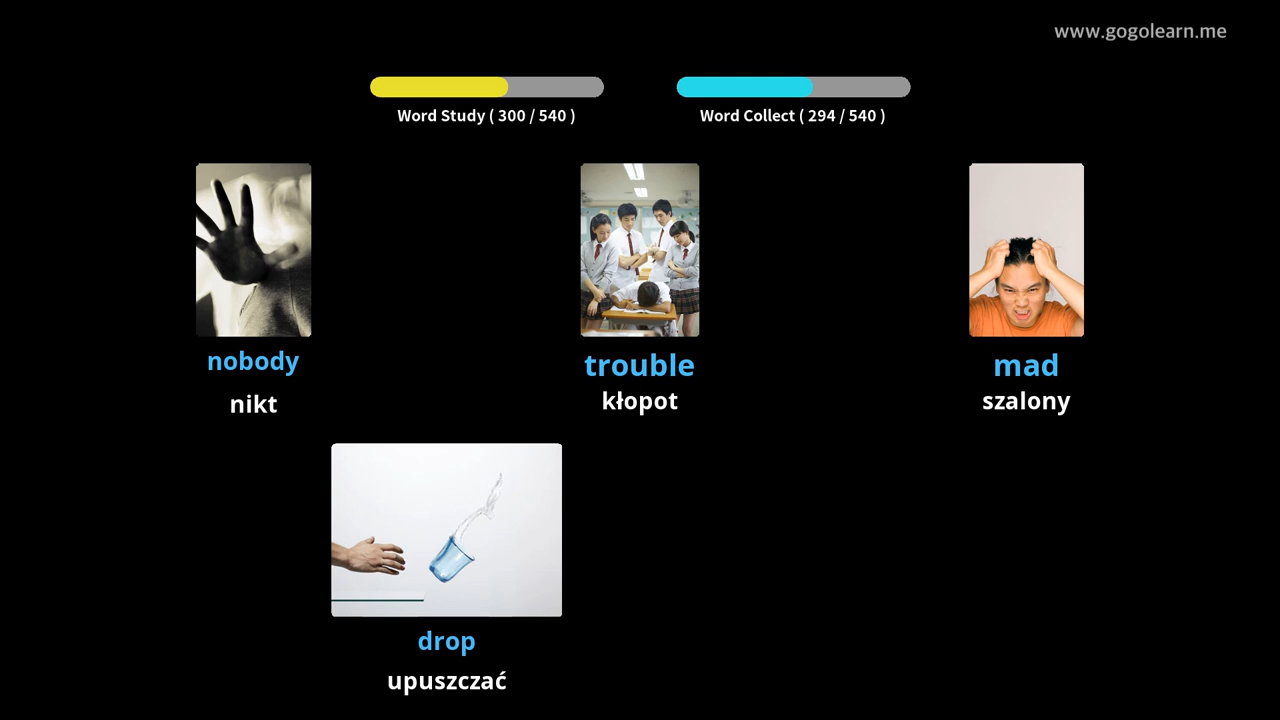 www.gogolearn.me
Word Study ( 300 / 540 )
Word Collect ( 294 / 540 )
nobody
nikt
trouble
kłopot
mad
szalony
drop
upuszczać